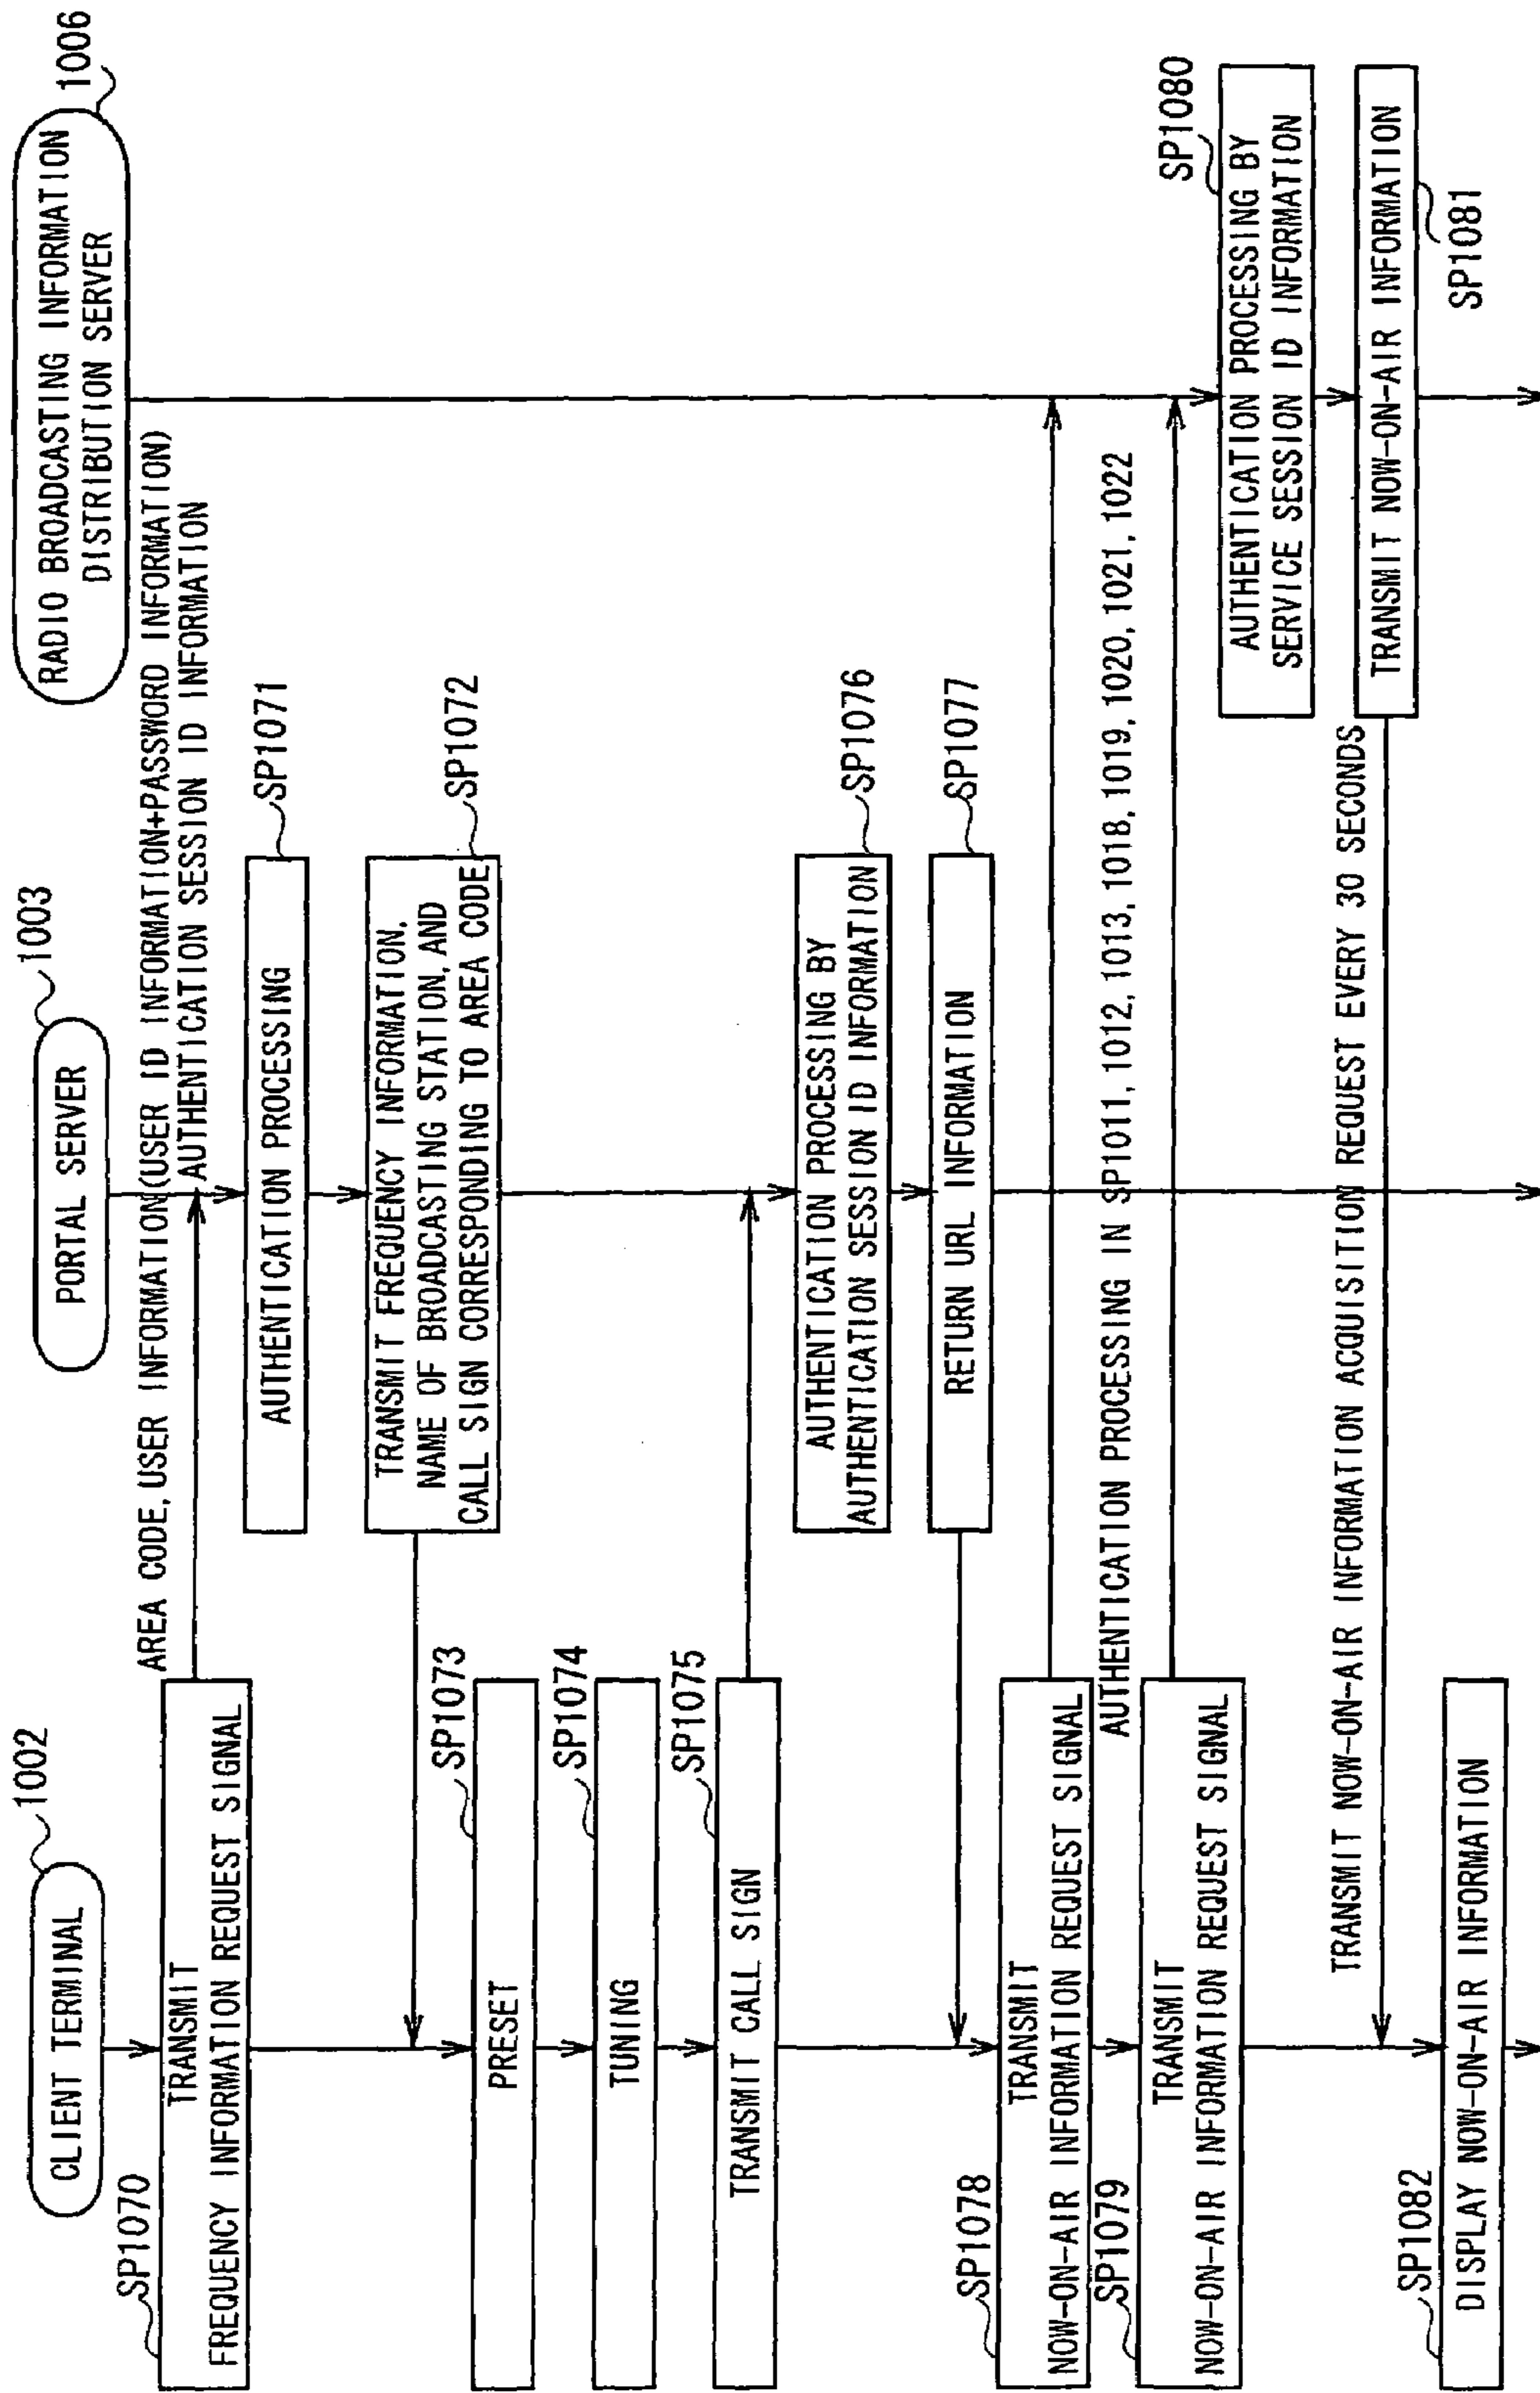 CLIENT TERMINAL
1002
PORTAL SERVER
1003
RADIO BROADCASTING INFORMATION
DISTRIBUTION SERVER
1006
SP1070
TRANSMIT
FREQUENCY INFORMATION REQUEST SIGNAL
AREA CODE, USER INFORMATION(USER ID INFORMATION+PASSWORD INFORMATION)
AUTHENTICATION SESSION ID INFORMATION
AUTHENTICATION PROCESSING
SP1071
TRANSMIT FREQUENCY INFORMATION,
NAME OF BROADCASTING STATION, AND
CALL SIGN CORRESPONDING TO AREA CODE
SP1072
PRESET
SP1073
TUNING
SP1074
TRANSMIT CALL SIGN
SP1075
AUTHENTICATION PROCESSING BY
AUTHENTICATION SESSION ID INFORMATION
SP1076
RETURN URL INFORMATION
SP1077
SP1078
TRANSMIT
NOW-ON-AIR INFORMATION REQUEST SIGNAL
AUTHENTICATION PROCESSING IN SP1011, 1012, 1013, 1018, 1019, 1020, 1021, 1022
SP1079
TRANSMIT
NOW-ON-AIR INFORMATION REQUEST SIGNAL
SP1080
AUTHENTICATION PROCESSING BY
SERVICE SESSION ID INFORMATION
TRANSMIT NOW-ON-AIR INFORMATION
SP1081
TRANSMIT NOW-ON-AIR INFORMATION ACQUISITION REQUEST EVERY 30 SECONDS
SP1082
DISPLAY NOW-ON-AIR INFORMATION